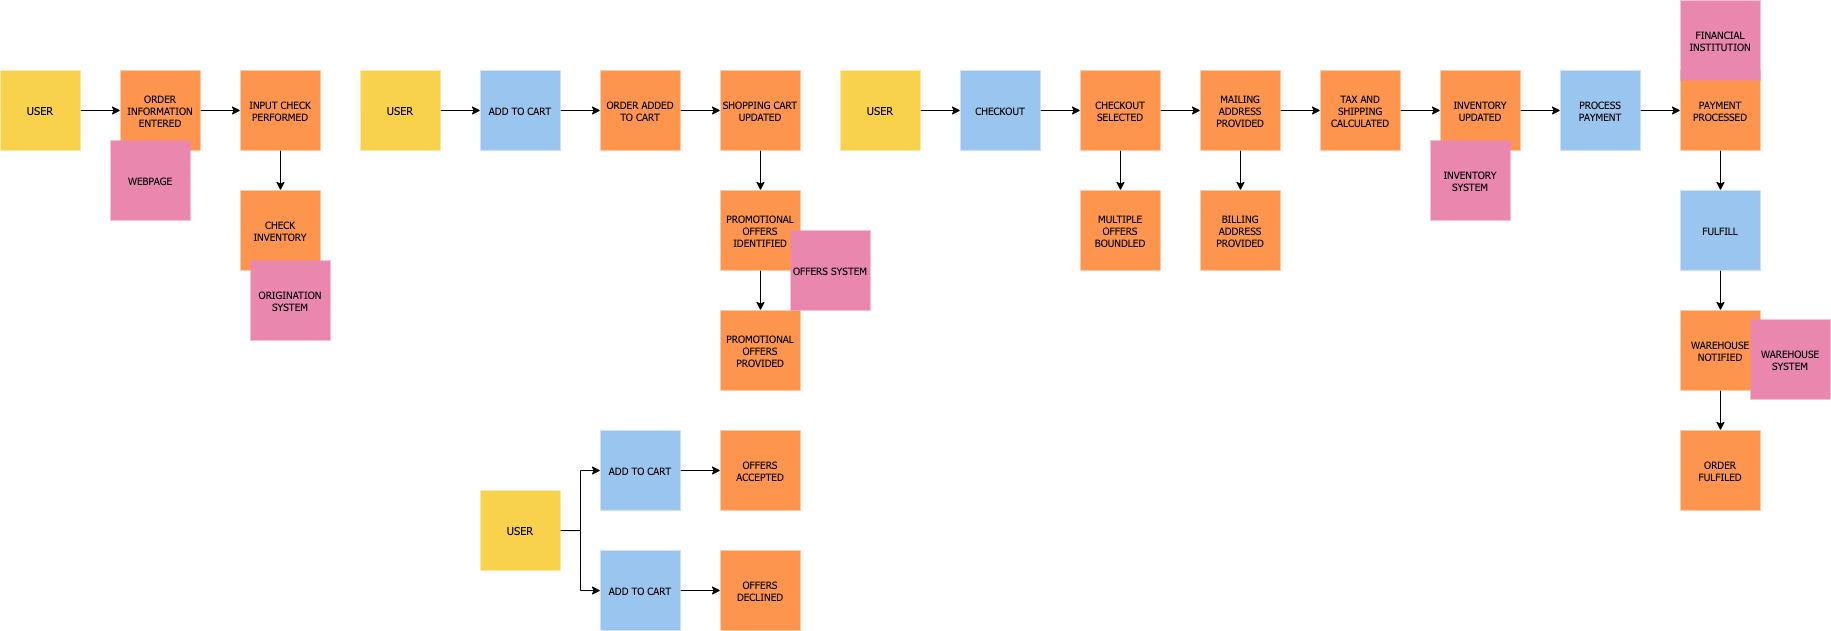 FINANCIAL
INSTITUTION
USER
ORDER
INFORMATION
ENTERED
INPUT CHECK
PERFORMED
USER
ADD TO CART
ORDER ADDED
TO CART
SHOPPING CART
UPDATED
USER
CHECKOUT
CHECKOUT
SELECTED
MAILING
ADDRESS
PROVIDED
TAX AND
SHIPPING
CALCULATED
INVENTORY
UPDATED
PROCESS
PAYMENT
PAYMENT
PROCESSED
WEBPAGE
INVENTORY
SYSTEM
CHECK
INVENTORY
PROMOTIONAL
OFFERS
IDENTIFIED
MULTIPLE
OFFERS
BOUNDLED
BILLING
ADDRESS
PROVIDED
FULFILL
OFFERS SYSTEM
ORIGINATION
SYSTEM
PROMOTIONAL
OFFERS
PROVIDED
WAREHOUSE
NOTIFIED
WAREHOUSE
SYSTEM
ADD TO CART
OFFERS
ACCEPTED
ORDER
FULFILED
USER
ADD TO CART
OFFERS
DECLINED